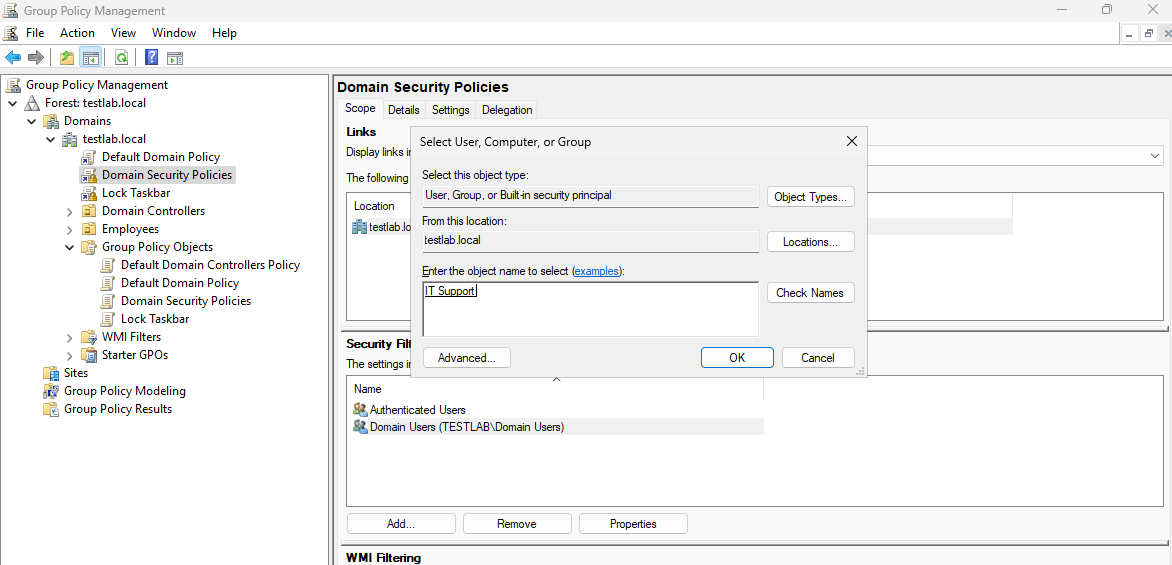 Group Policy Management
File Action View Window Help
Group Policy Management
Forest: testlab.local
Domains
testlab.local
Default Domain Policy
Domain Security Policies
Lock Taskbar
Domain Controllers
Employees
Group Policy Objects
Default Domain Controllers Policy
Default Domain Policy
Domain Security Policies
Lock Taskbar
WMI Filters
Starter GPOs
Sites
Group Policy Modeling
Group Policy Results
Domain Security Policies
Scope Details Settings Delegation
Links
Display links i
The following
Location
testlab.lo
Select User, Computer, or Group
Select this object type:
User, Group, or Built-in security principal
Object Types...
From this location:
testlab.local
Locations...
Enter the object name to select (examples):
IT Support
Check Names
Advanced...
OK
Cancel
Security Filt
The settings i
Name
Authenticated Users
Domain Users (TESTLAB\Domain Users)
Add...
Remove
Properties
WMI Filtering